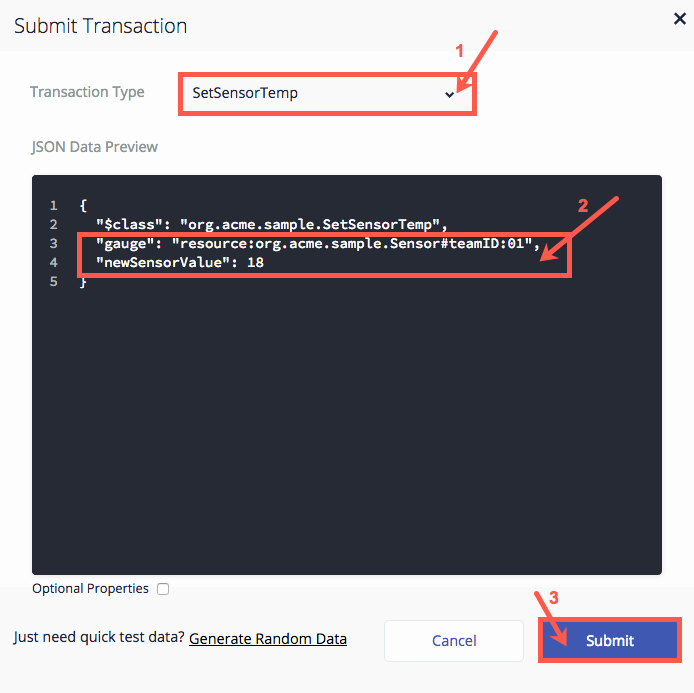 Submit Transaction
1
Transaction Type
SetSensorTemp
JSON Data Preview
2
1 {
2 "$class": "org.acme.sample.SetSensorTemp",
3 "gauge": "resource:org.acme.sample.Sensor#teamID:01",
4 "newSensorValue": 18
5 }
Optional Properties
3
Just need quick test data? Generate Random Data
Cancel
Submit